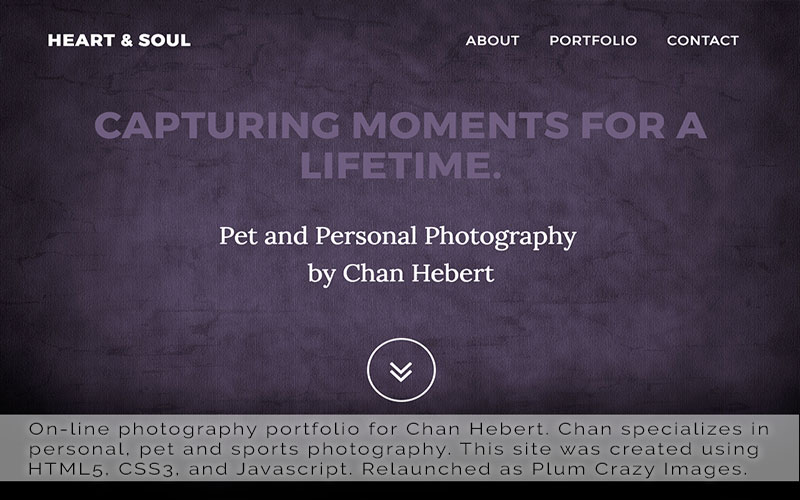 HEART & SOUL
ABOUT PORTFOLIO CONTACT
CAPTURING MOMENTS FOR A
LIFETIME.
Pet and Personal Photography
by Chan Hebert
On-line photography portfolio for Chan Hebert. Chan specializes in
personal, pet and sports photography. This site was created using
HTML5, CSS3, and Javascript. Relaunched as Plum Crazy Images.